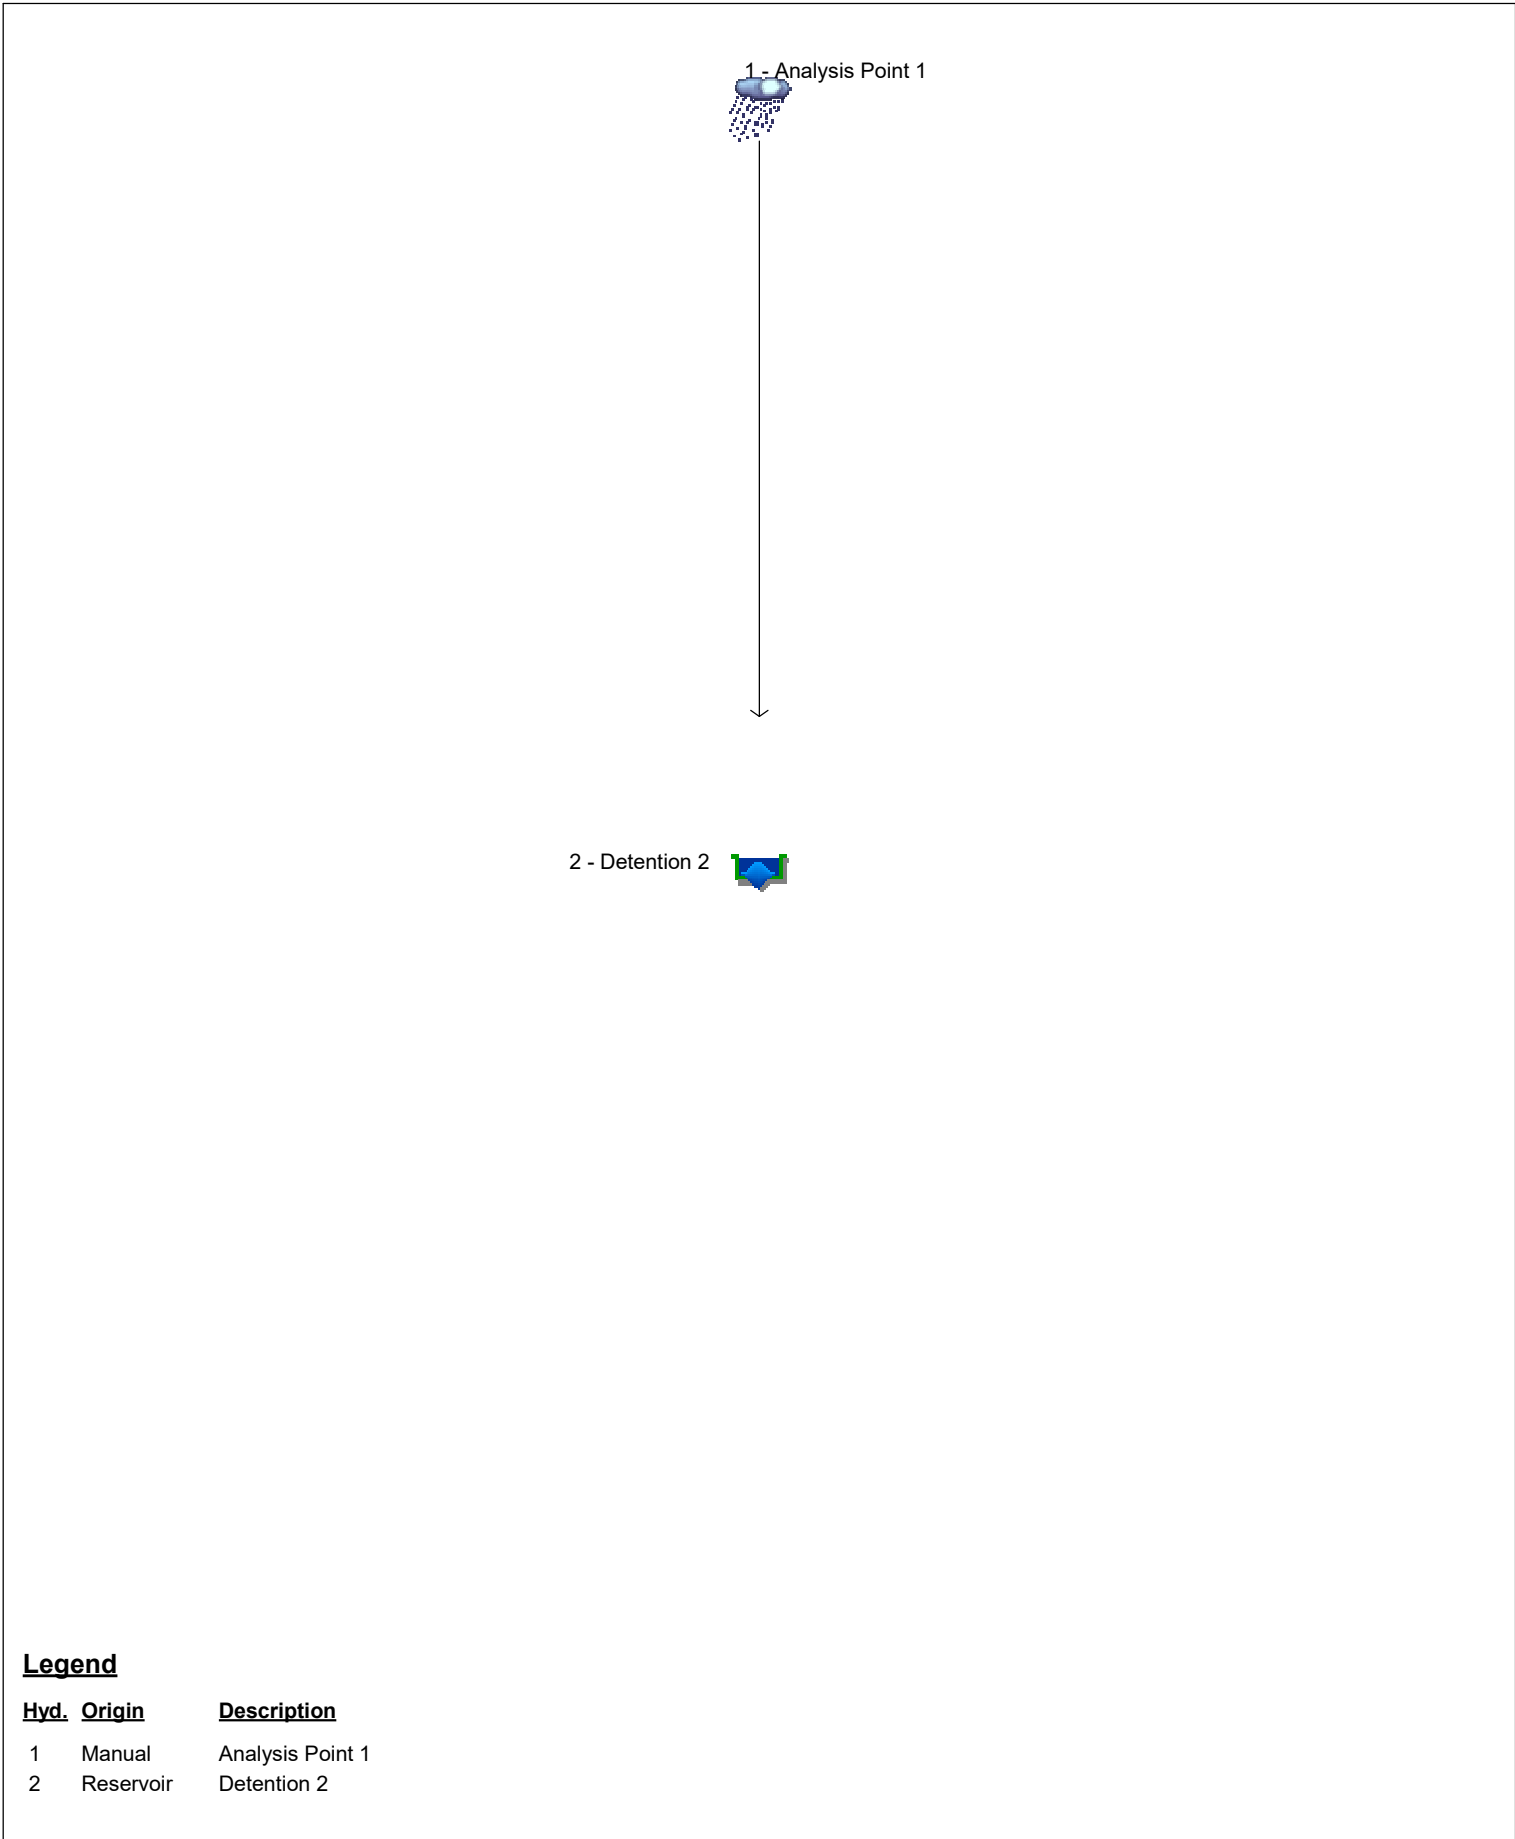 1 - Analysis Point 1
2 - Detention 2
Legend
Hyd. Origin Description
1 Manual Analysis Point 1
2 Reservoir Detention 2